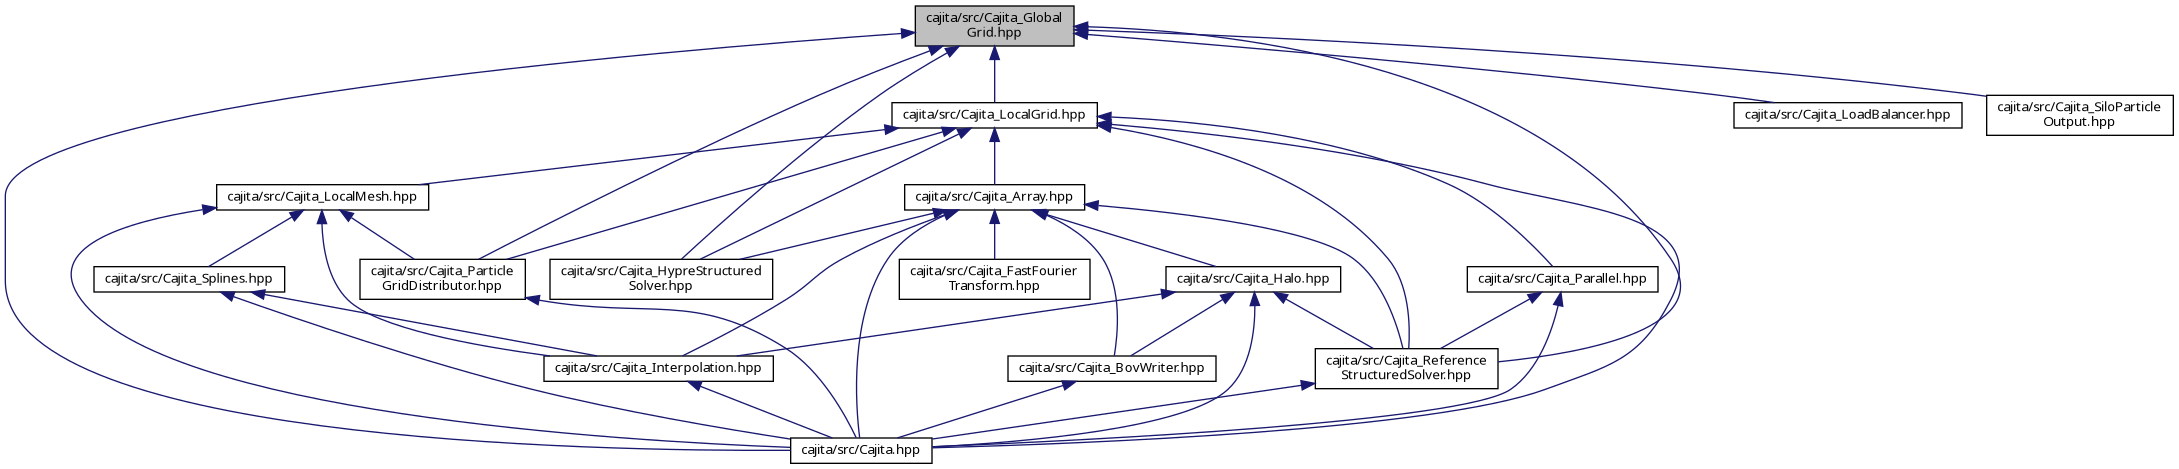 cajita/src/Cajita_Global
Grid.hpp
cajita/src/Cajita_LocalGrid.hpp
cajita/src/Cajita_LoadBalancer.hpp
cajita/src/Cajita_SiloParticle
Output.hpp
cajita/src/Cajita_LocalMesh.hpp
cajita/src/Cajita_Array.hpp
cajita/src/Cajita_Splines.hpp
cajita/src/Cajita_Particle
GridDistributor.hpp
cajita/src/Cajita_HypreStructured
Solver.hpp
cajita/src/Cajita_FastFourier
Transform.hpp
cajita/src/Cajita_Halo.hpp
cajita/src/Cajita_Parallel.hpp
cajita/src/Cajita_Interpolation.hpp
cajita/src/Cajita_BovWriter.hpp
cajita/src/Cajita_Reference
StructuredSolver.hpp
cajita/src/Cajita.hpp